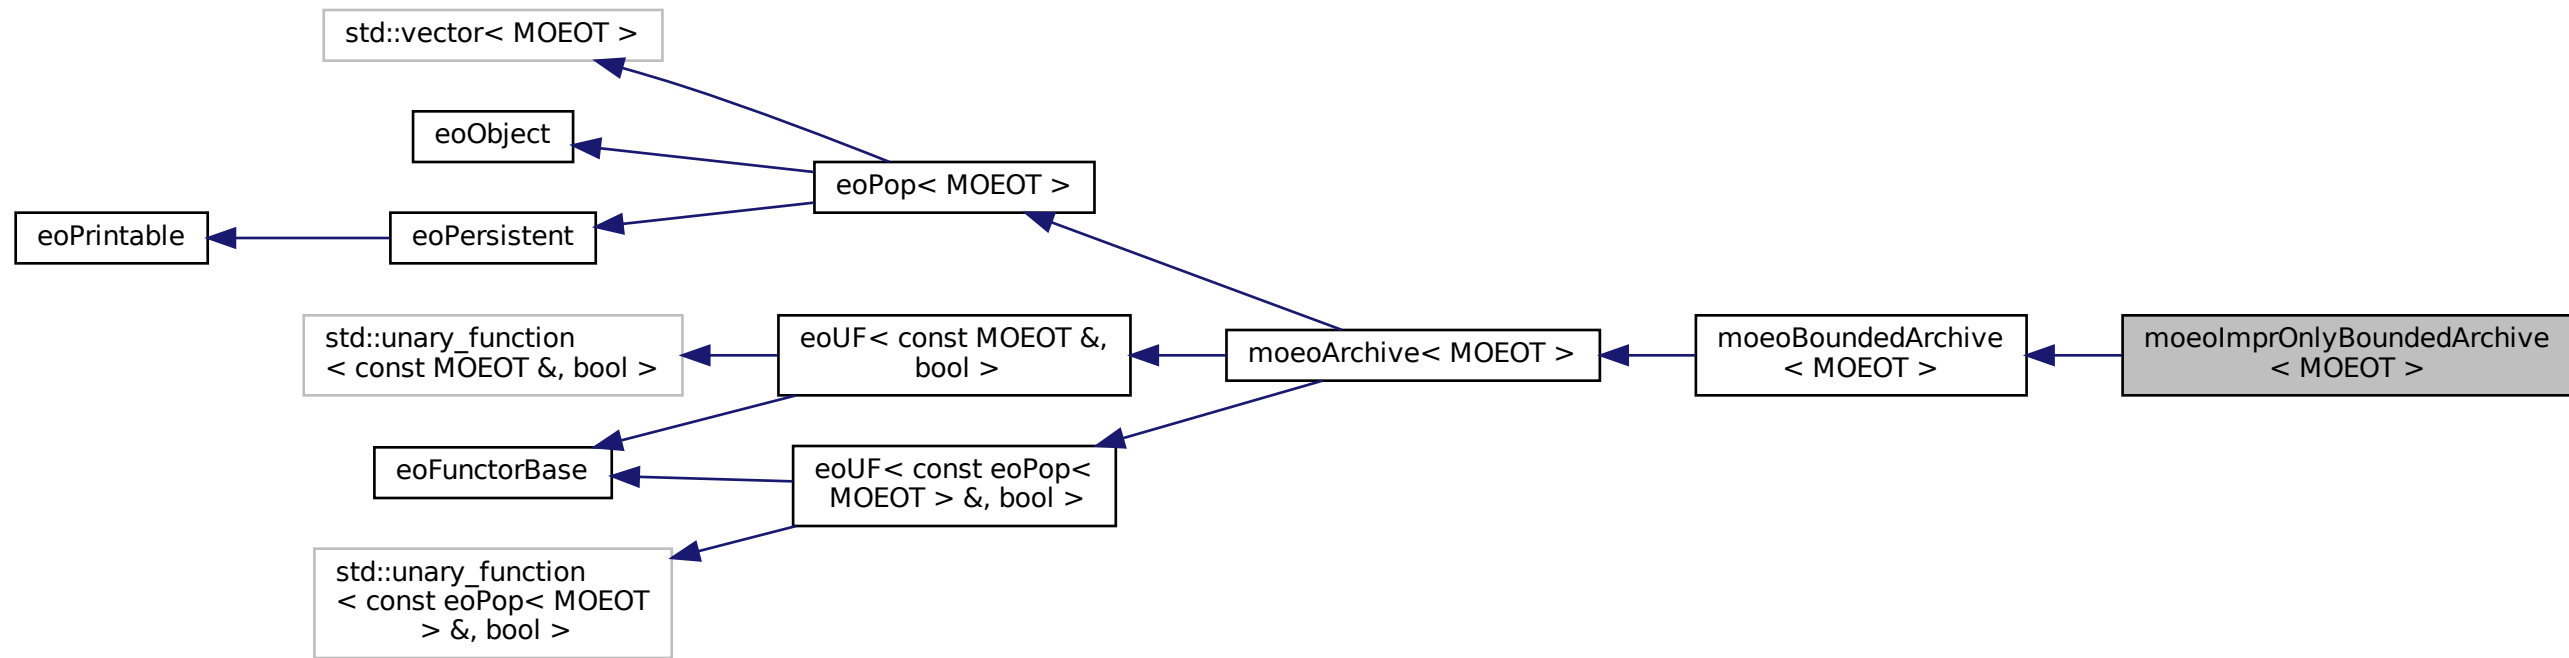 std::vector< MOEOT >
eoObject
eoPop< MOEOT >
eoPrintable
eoPersistent
std::unary_function
< const MOEOT &, bool >
eoUF< const MOEOT &,
bool >
moeoArchive< MOEOT >
moeoBoundedArchive
< MOEOT >
moeoImprOnlyBoundedArchive
< MOEOT >
eoFunctorBase
eoUF< const eoPop<
MOEOT > &, bool >
std::unary_function
< const eoPop< MOEOT
> &, bool >